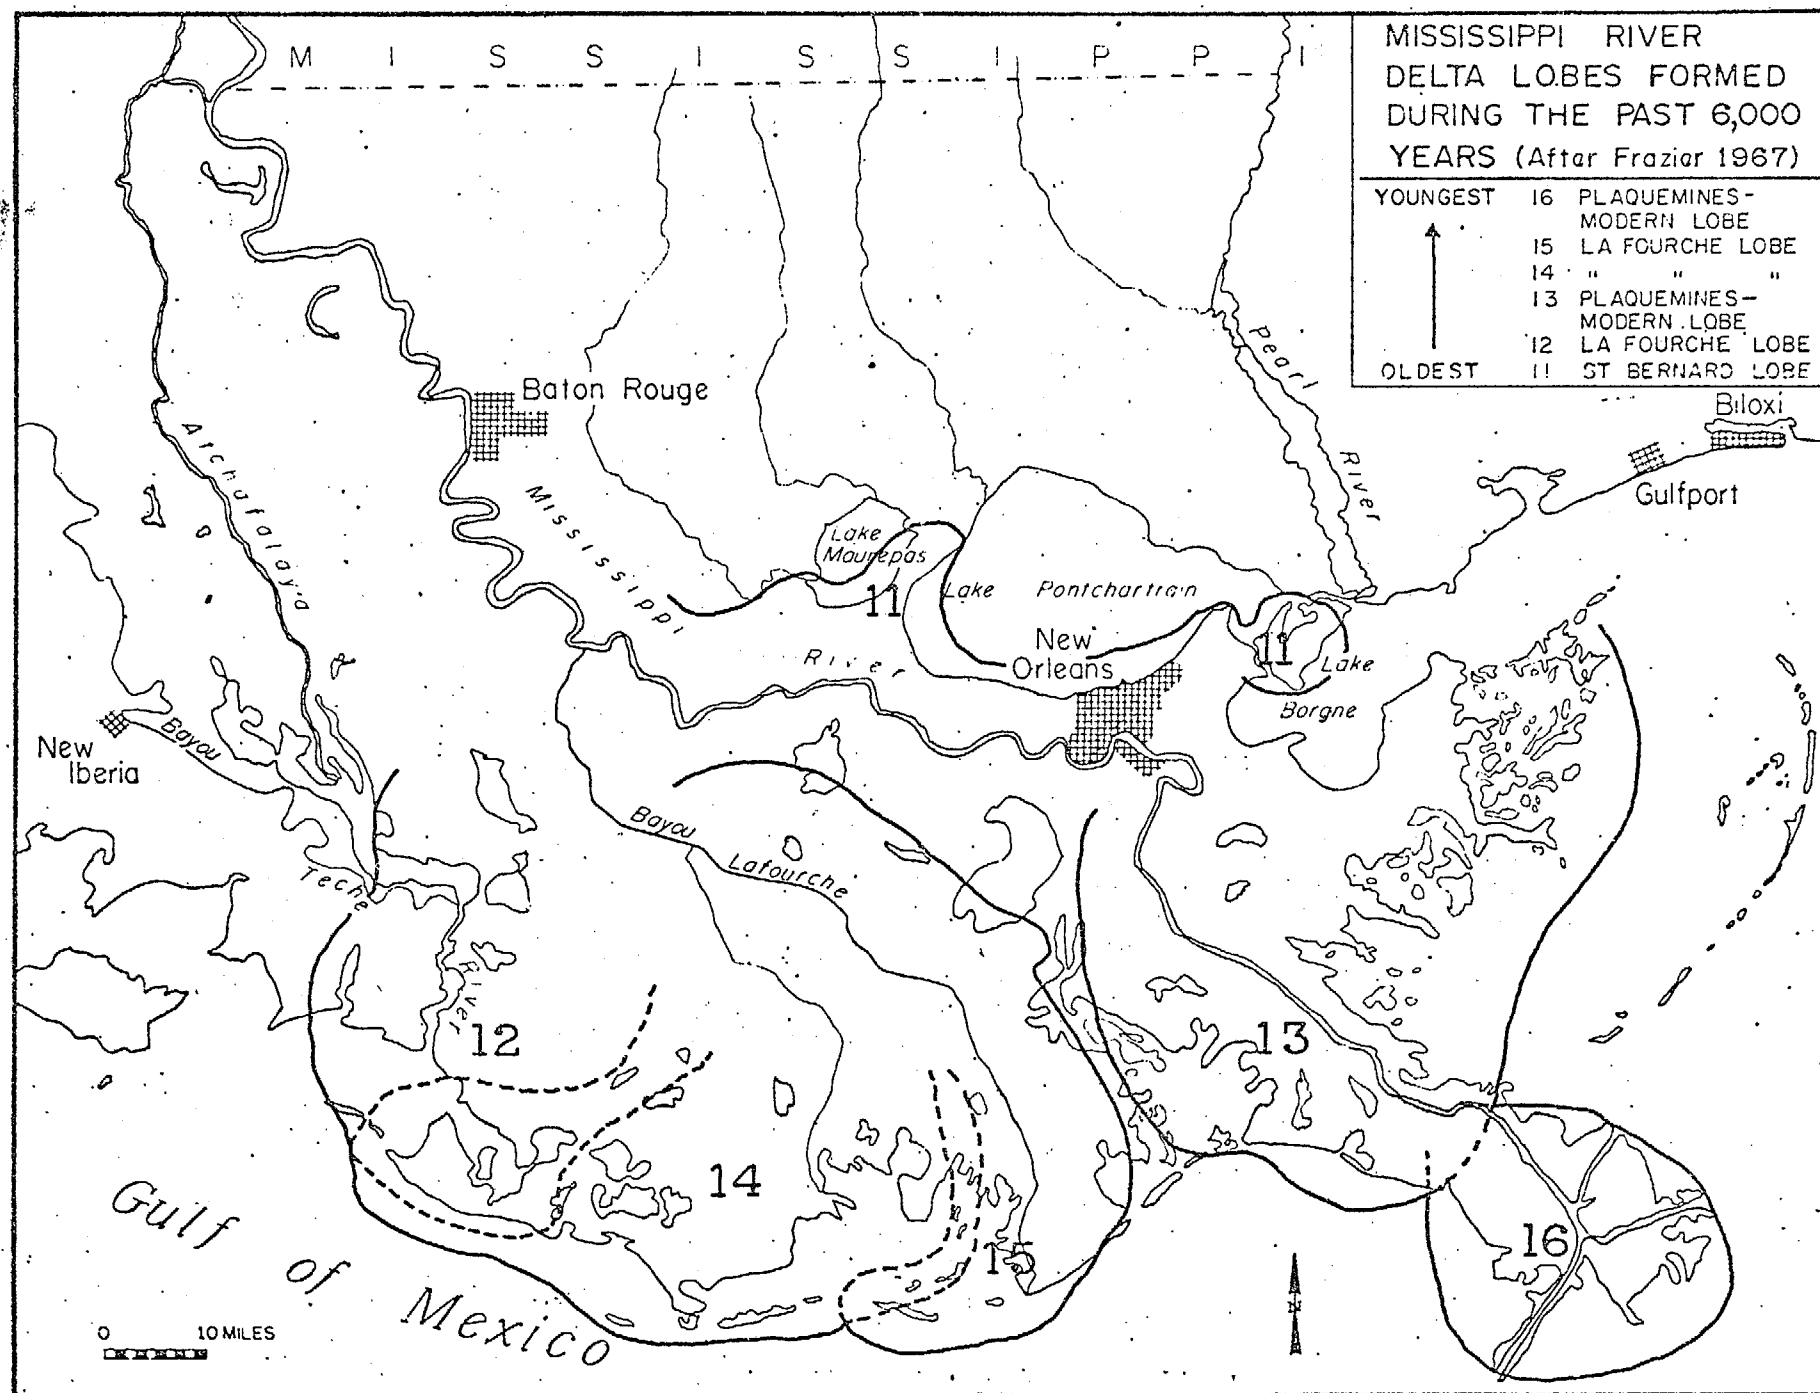 M I S S I S S I P P I
MISSISSIPPI RIVER
DELTA LOBES FORMED
DURING THE PAST 6,000
YEARS (After Frazier 1967)
YOUNGEST 16 PLAQUEMINES-
MODERN LOBE
15 LA FOURCHE LOBE
14 " " "
13 PLAQUEMINES-
MODERN LOBE
12 LA FOURCHE LOBE
OLDEST 11 ST BERNARD LOBE
Pearl
River
Biloxi
Gulfport
Baton Rouge
Atchafalaya
Mississippi
River
Lake
Maurepas
11
Lake Pontchartrain
New
Orleans
11
Lake
Borgne
New
Iberia
Bayou
Teche
Bayou
Lafourche
River
12
13
14
15
16
Gulf of Mexico
0 10 MILES
N